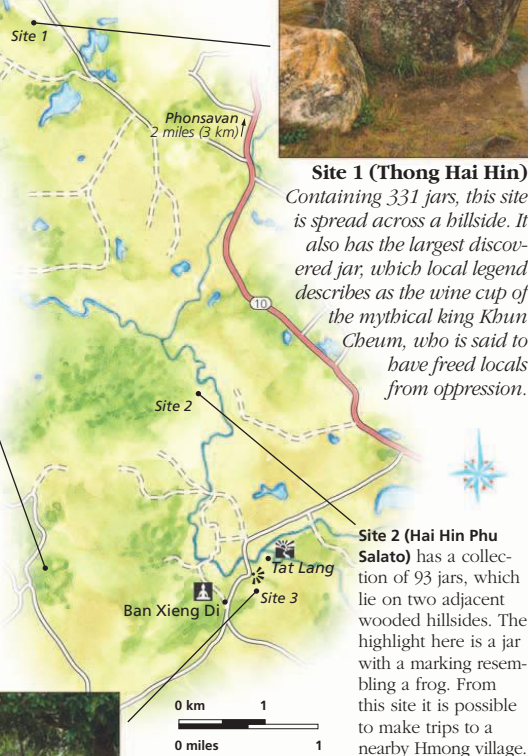 Site 1
Phonsavan
2 miles (3 km)
Site 1 (Thong Hai Hin)
Containing 331 jars, this site
is spread across a hillside. It
also has the largest discov-
ered jar, which local legend
describes as the wine cup of
the mythical king Khun
Cheum, who is said to
have freed locals
from oppression.
10
Site 2
Site 2 (Hai Hin Phu
Salato) has a collec-
tion of 93 jars, which
lie on two adjacent
wooded hillsides. The
highlight here is a jar
with a marking resem-
bling a frog. From
this site it is possible
to make trips to a
nearby Hmong village.
Tat Lang
Site 3
Ban Xieng Di
0 km 1
0 miles 1